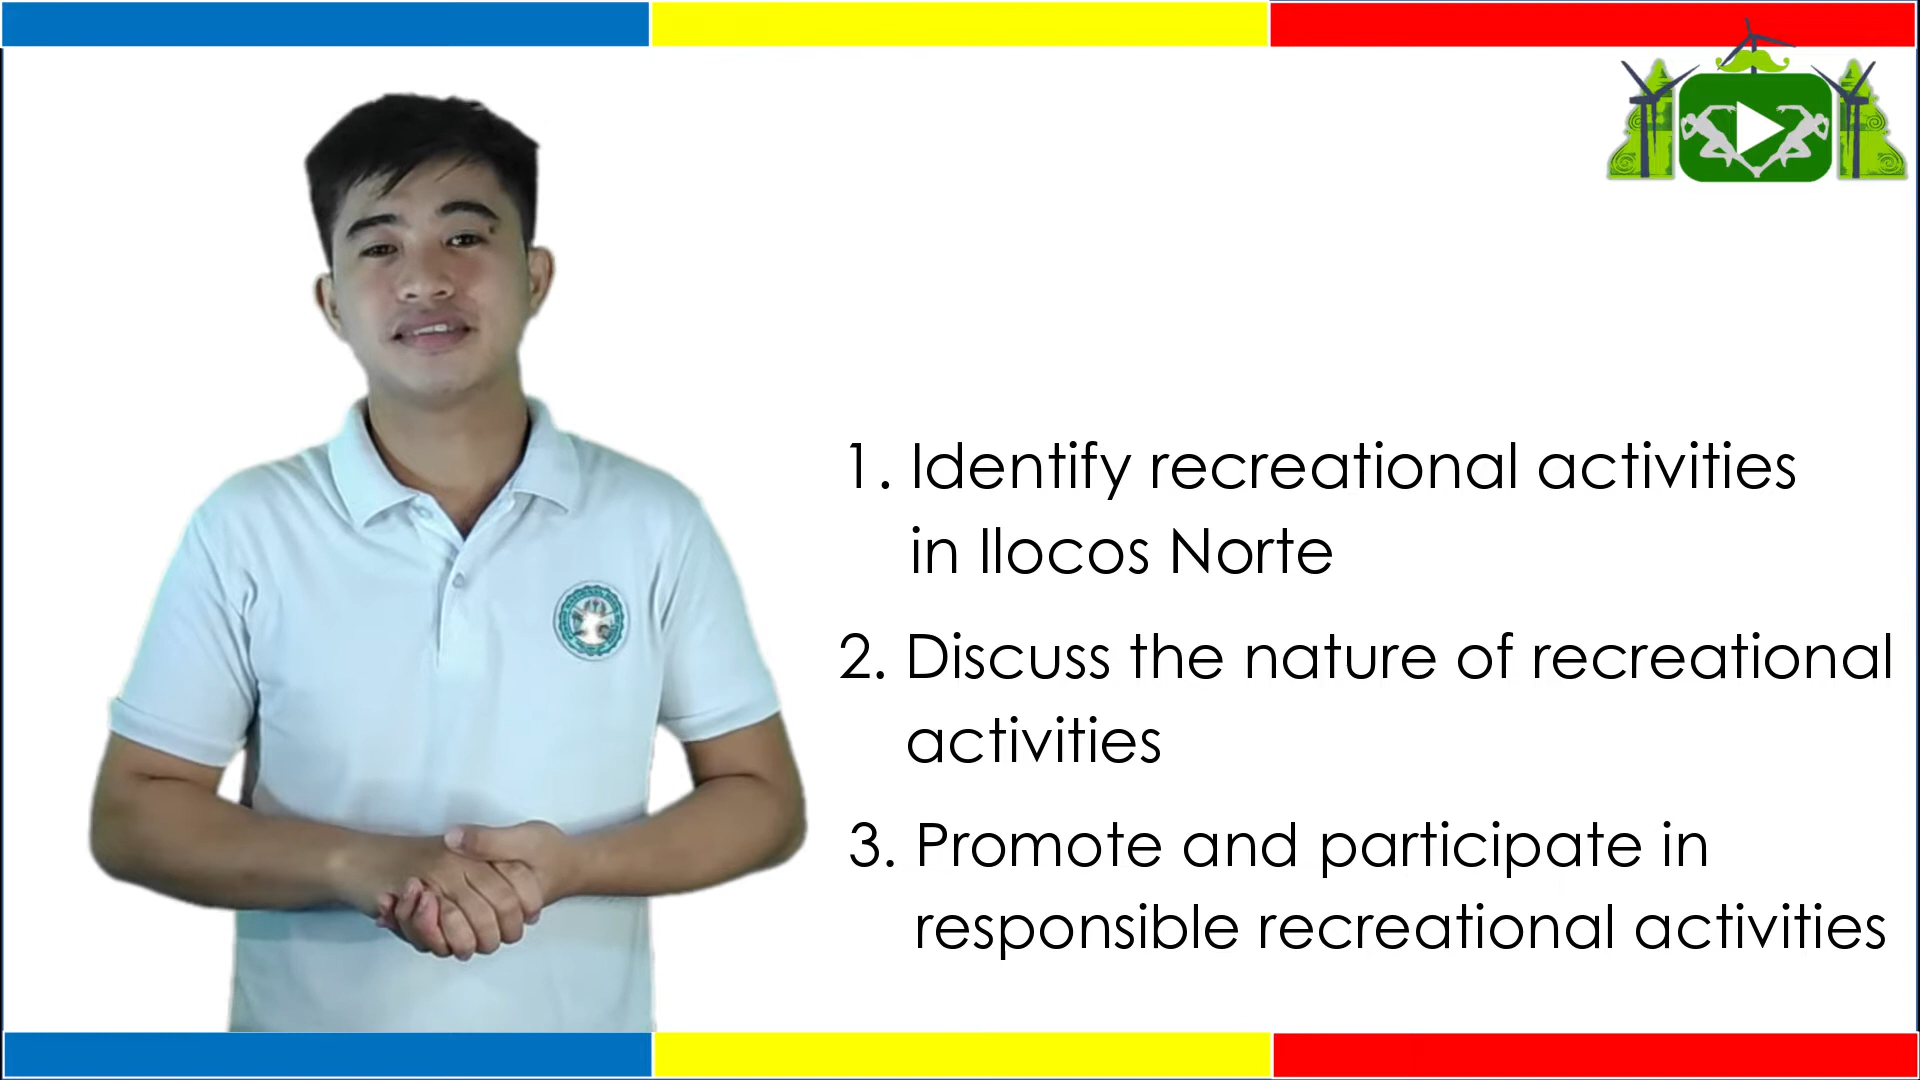 1. Identify recreational activities
in Ilocos Norte
2. Discuss the nature of recreational
activities
3. Promote and participate in
responsible recreational activities